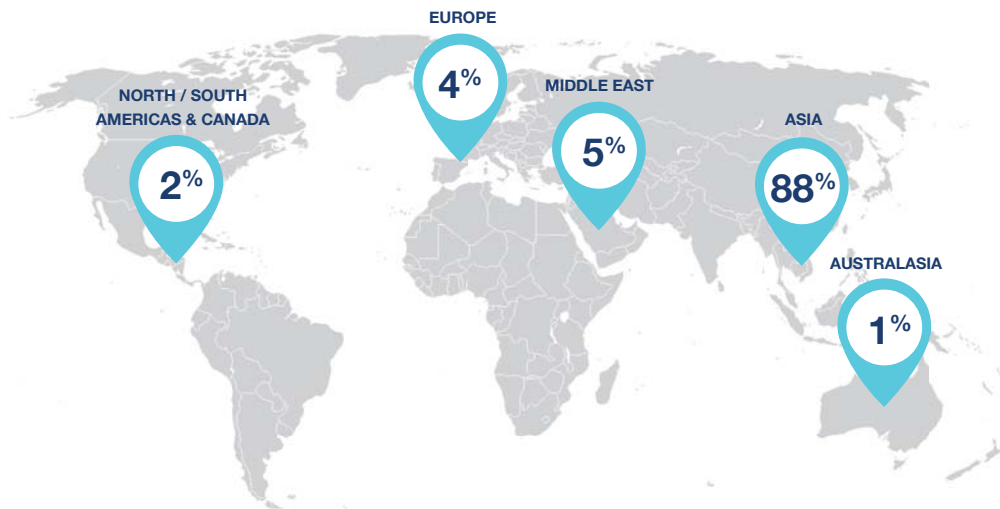 EUROPE
4%
MIDDLE EAST
5%
NORTH / SOUTH
AMERICAS & CANADA
2%
ASIA
88%
AUSTRALASIA
1%